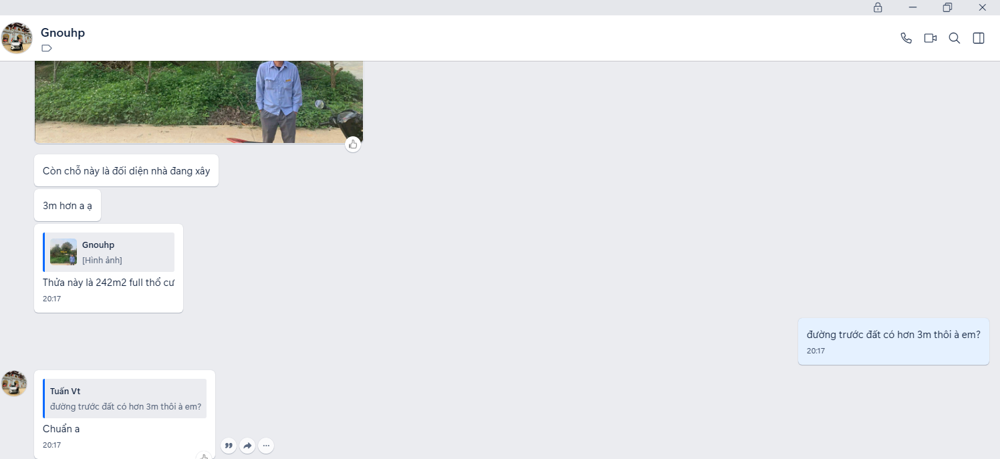 Gnouhp
Còn chỗ này là đối diện nhà đang xây
3m hơn a ạ
Gnouhp
[Hình ảnh]
Thửa này là 242m2 full thổ cư
20:17
đường trước đất có hơn 3m thôi à em?
20:17
Tuấn Vt
đường trước đất có hơn 3m thôi à em?
Chuẩn a
20:17